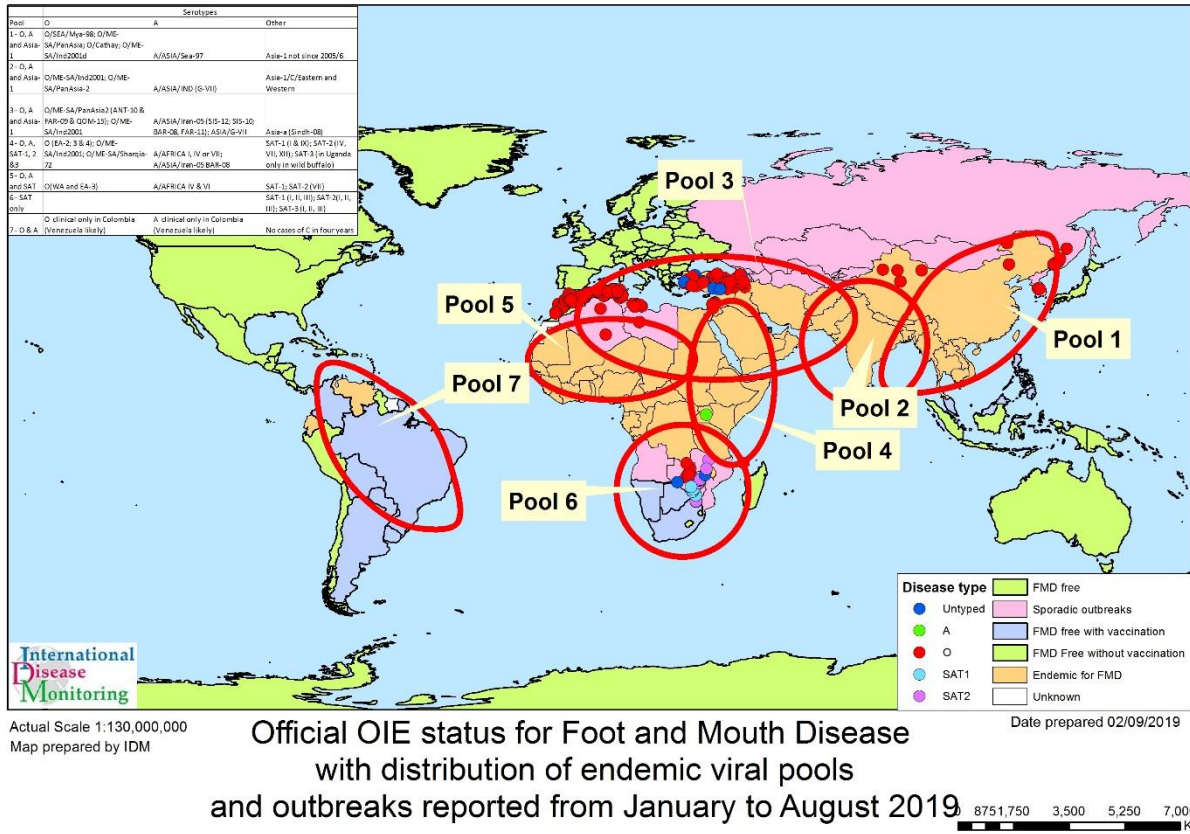 Serotypes
Pool O A Other
1 - O, A and Asia-1 O/SEA/Mya-98; O/ME-SA/PanAsia; O/Cathay; O/ME-SA/Ind2001d A/ASIA/Sea-97 Asia-1 not since 2005/6
2 - O, A and Asia-1 O/ME-SA/Ind2001; O/ME-SA/PanAsia-2 A/ASIA/IND (G-VII) Asia-1/C/Eastern and Western
3 - O, A and Asia-1 O/ME-SA/PanAsia2 (ANT-10 & FAR-09 & QOM-15); O/ME-SA/Ind2001 A/ASIA/Iran-05 (SIS-12; SIS-10; BAR-08, FAR-11); ASIA/G-VII Asia-a (Sindh-08)
4 - O, A, SAT-1, 2 &3 O (EA-2; 3 & 4); O/ME-SA/Ind2001; O/ME-SA/Sharqia-72 A/AFRICA I, IV or VII; A/ASIA/Iren-05 BAR-08 SAT-1 (I & IX); SAT-2 (IV, VII, XII); SAT-3 (in Uganda only in wild buffalo)
5 - O, A and SAT O(WA and EA-3) A/AFRICA IV & VI SAT-1; SAT-2 (VII)
6 - SAT only SAT-1 (I, II, III); SAT-2(I, II, III); SAT-3 (I, II, III)
7 - O & A O clinical only in Colombia (Venezuela likely) A clinical only in Colombia (Venezuela likely) No cases of C in four years
Pool 3
Pool 5
Pool 1
Pool 7
Pool 2
Pool 4
Pool 6
Disease type
Untyped
A
O
SAT1
SAT2
FMD free
Sporadic outbreaks
FMD free with vaccination
FMD Free without vaccination
Endemic for FMD
Unknown
International
Disease
Monitoring
Actual Scale 1:130,000,000
Map prepared by IDM
Date prepared 02/09/2019
Official OIE status for Foot and Mouth Disease
with distribution of endemic viral pools
and outbreaks reported from January to August 2019
0 875 1,750 3,500 5,250 7,00
K